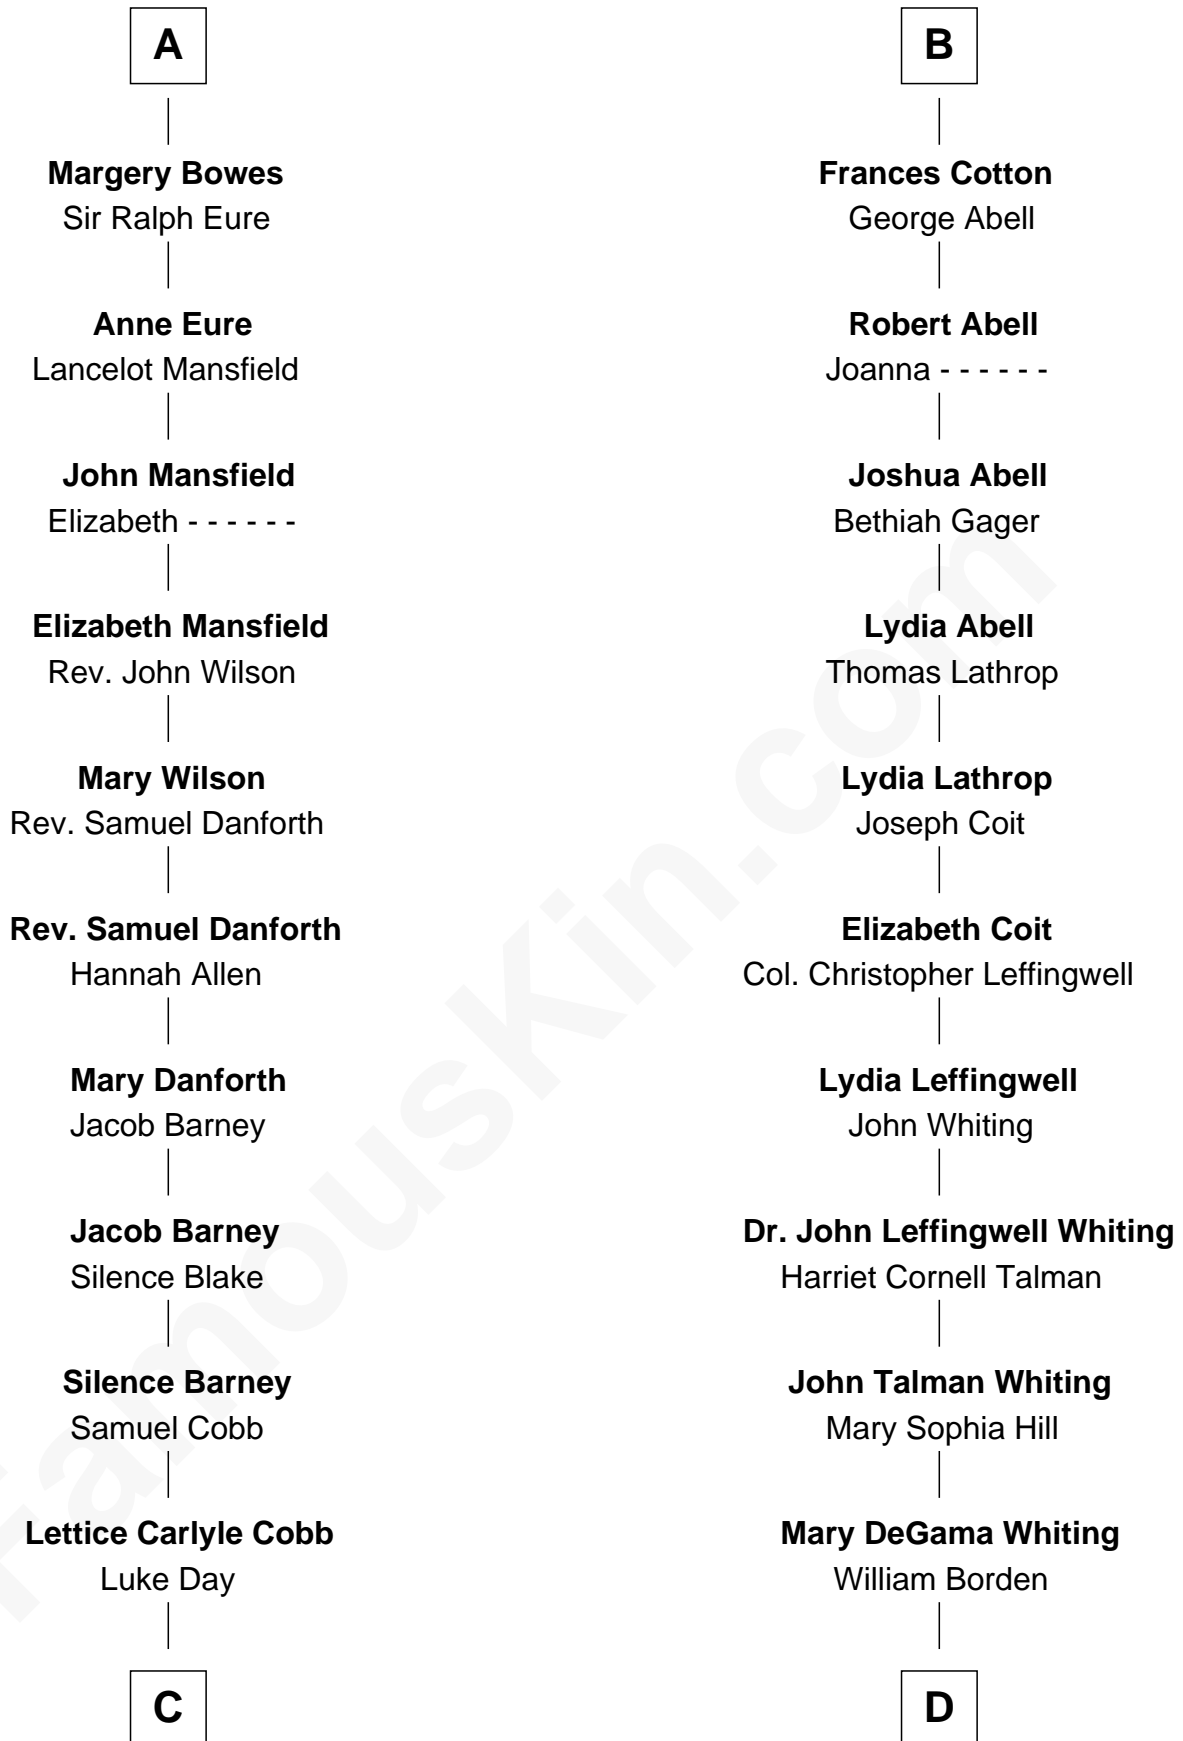 A
Margery Bowes
Sir Ralph Eure
Anne Eure
Lancelot Mansfield
John Mansfield
Elizabeth - - - - - -
Elizabeth Mansfield
Rev. John Wilson
Mary Wilson
Rev. Samuel Danforth
Rev. Samuel Danforth
Hannah Allen
Mary Danforth
Jacob Barney
Jacob Barney
Silence Blake
Silence Barney
Samuel Cobb
Lettice Carlyle Cobb
Luke Day
C
B
Frances Cotton
George Abell
Robert Abell
Joanna - - - - - -
Joshua Abell
Bethiah Gager
Lydia Abell
Thomas Lathrop
Lydia Lathrop
Joseph Coit
Elizabeth Coit
Col. Christopher Leffingwell
Lydia Leffingwell
John Whiting
Dr. John Leffingwell Whiting
Harriet Cornell Talman
John Talman Whiting
Mary Sophia Hill
Mary DeGama Whiting
William Borden
D
FamousKin.com